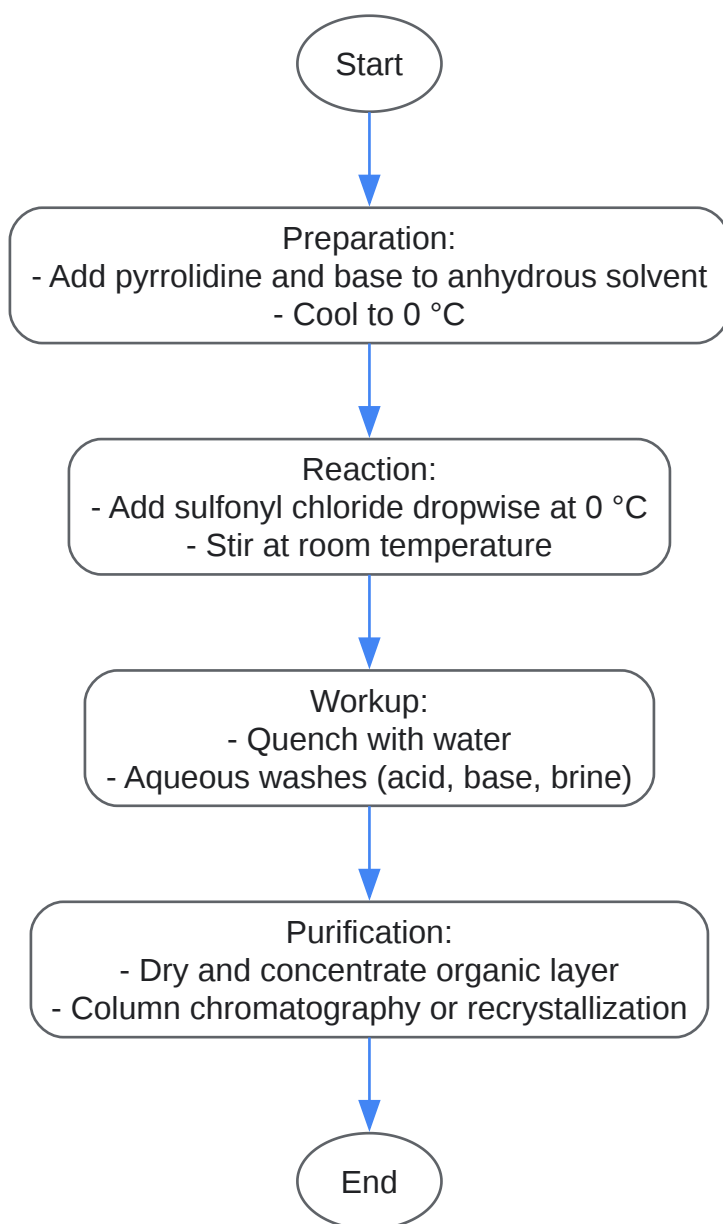 Start
Preparation:
- Add pyrrolidine and base to anhydrous solvent
- Cool to 0 °C
Reaction:
- Add sulfonyl chloride dropwise at 0 °C
- Stir at room temperature
Workup:
- Quench with water
- Aqueous washes (acid, base, brine)
Purification:
- Dry and concentrate organic layer
- Column chromatography or recrystallization
End